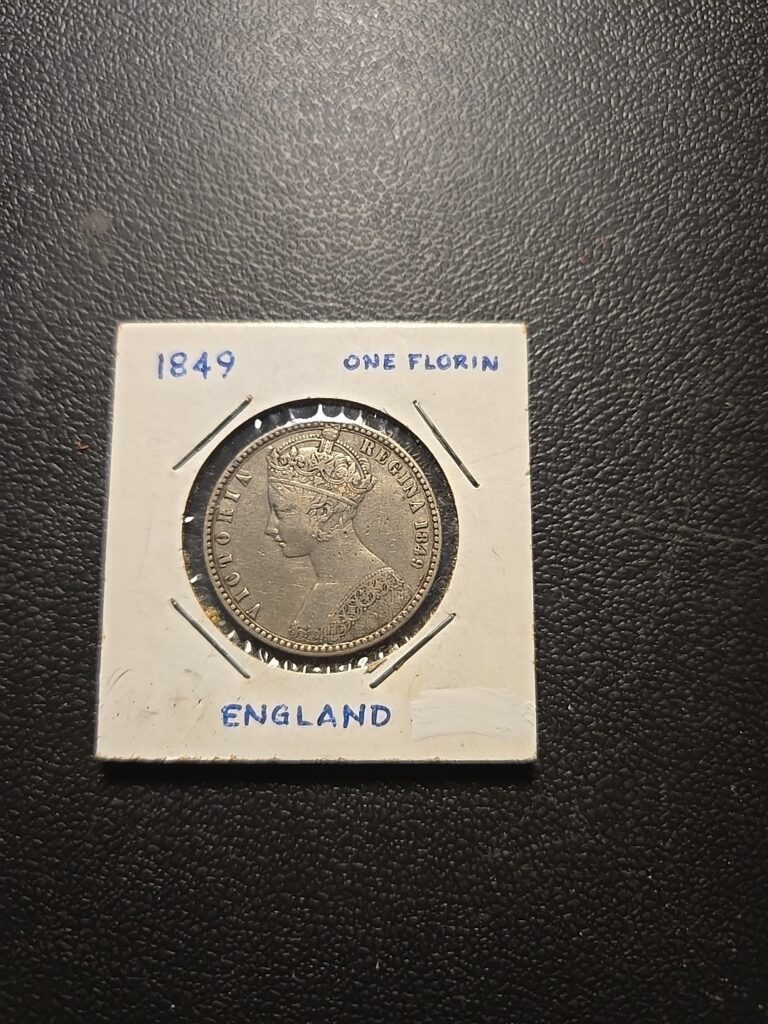 1849 ONE FLORIN
VICTORIA REGINA 1849
ENGLAND